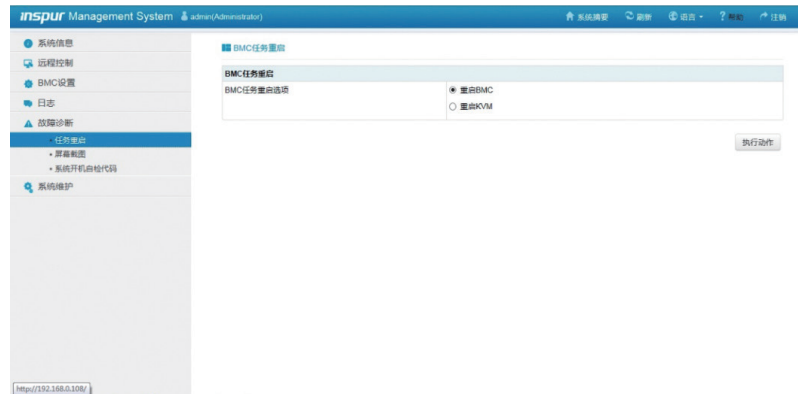 inspur Management System admin(Administrator) 系统摘要 刷新 语言 ? 帮助 注销
系统信息
远程控制
BMC设置
日志
故障诊断
• 任务重启
• 屏幕截图
• 系统开机自检代码
系统维护
BMC任务重启
BMC任务重启
BMC任务重启选项
重启BMC
重启KVM
执行动作
http://192.168.0.108/